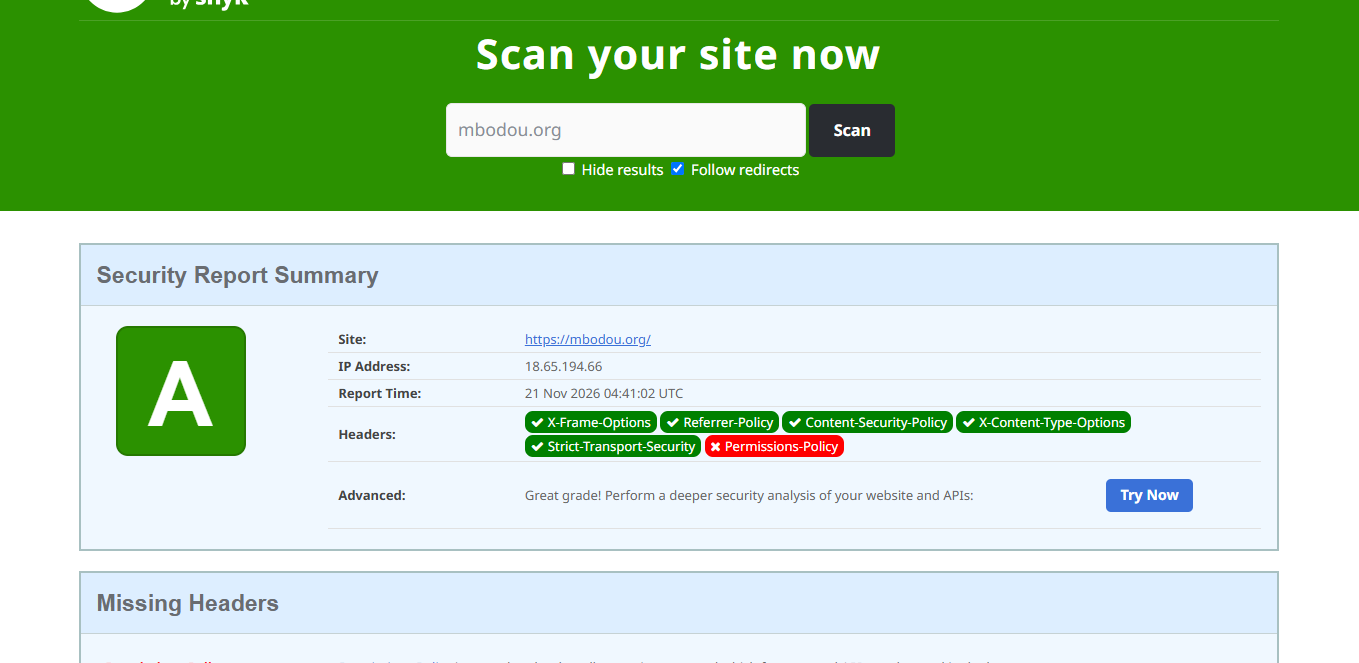 by snyk
Scan your site now
mbodou.org
Scan
Hide results Follow redirects
Security Report Summary
A
Site: https://mbodou.org/
IP Address: 18.65.194.66
Report Time: 21 Nov 2026 04:41:02 UTC
Headers: X-Frame-Options Referrer-Policy Content-Security-Policy X-Content-Type-Options
Strict-Transport-Security Permissions-Policy
Advanced: Great grade! Perform a deeper security analysis of your website and APIs: Try Now
Missing Headers